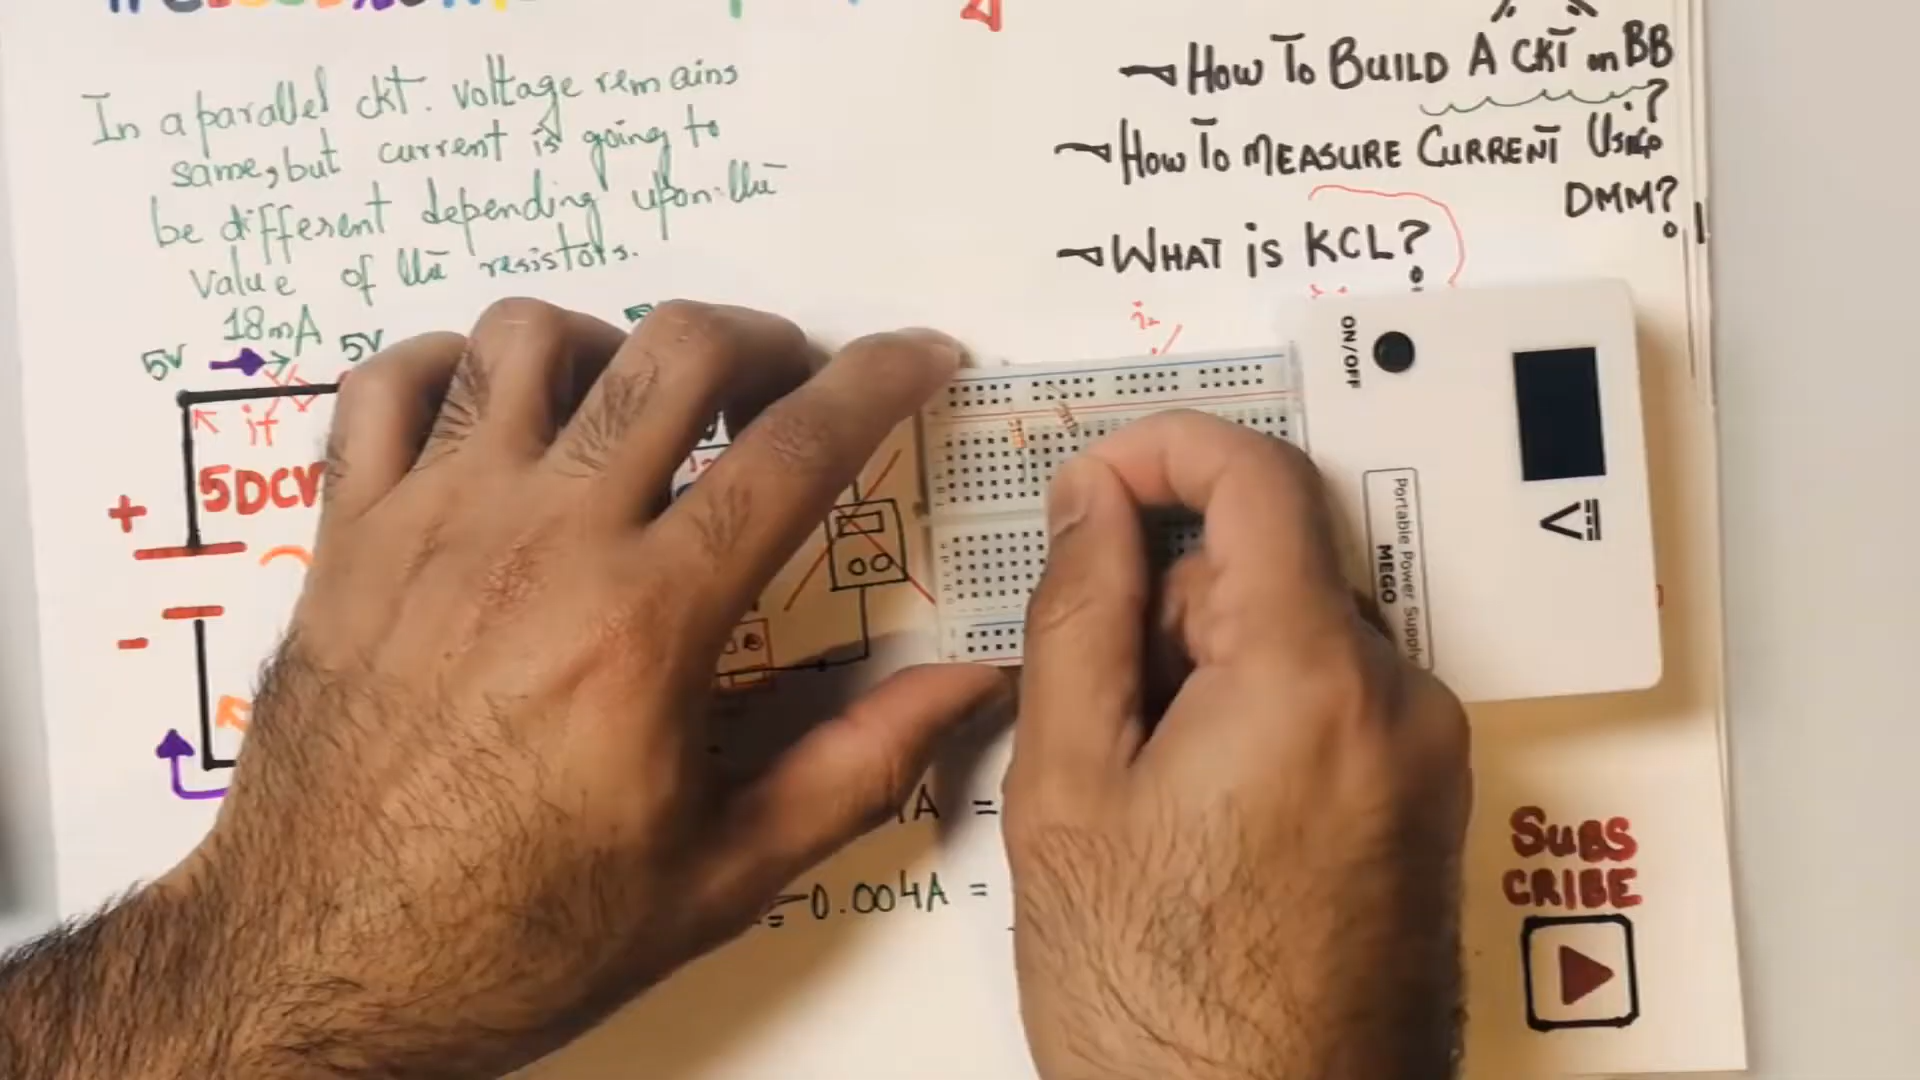 In a parallel ckt. voltage remains
same, but current is going to
be different depending upon the
value of the resistors.
How To BUILD A CKT on BB
?
How To MEASURE CURRENT USING
DMM?
WHAT is KCL?
i2
18mA
5V
5V
it
5DCV
+
-
ON/OFF
V
Portable Power Supply
MEGO
A =
0.004A =
SUBS
CRIBE